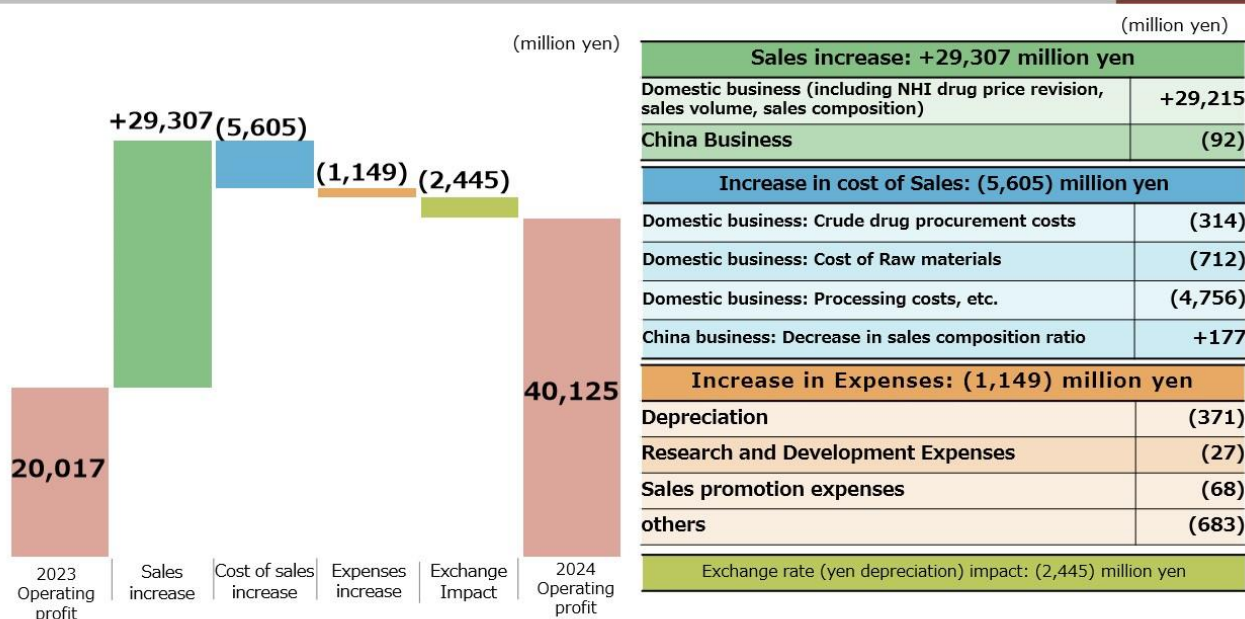 (million yen)
+29,307
(5,605)
(1,149)
(2,445)
20,017
40,125
2023
Operating
profit
Sales
increase
Cost of sales
increase
Expenses
increase
Exchange
Impact
2024
Operating
profit
(million yen)
Sales increase: +29,307 million yen
Domestic business (including NHI drug price revision,
sales volume, sales composition)
+29,215
China Business
(92)
Increase in cost of Sales: (5,605) million yen
Domestic business: Crude drug procurement costs
(314)
Domestic business: Cost of Raw materials
(712)
Domestic business: Processing costs, etc.
(4,756)
China business: Decrease in sales composition ratio
+177
Increase in Expenses: (1,149) million yen
Depreciation
(371)
Research and Development Expenses
(27)
Sales promotion expenses
(68)
others
(683)
Exchange rate (yen depreciation) impact: (2,445) million yen